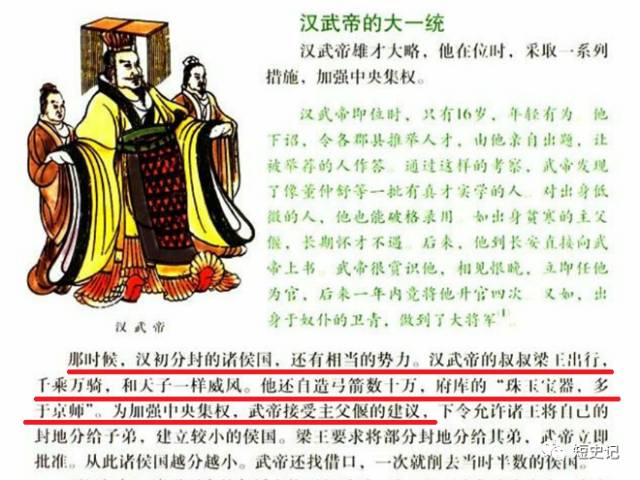 汉武帝的大一统
汉武帝雄才大略，他在位时，采取一系列
措施，加强中央集权。
汉武帝即位时，只有16岁，年轻有为。他
下诏，令各郡县推举人才，由他亲自出题，让
被举荐的人作答。通过这样的考察，武帝发现
了像董仲舒等一批有真才实学的人。对出身低
微的人，他也能破格录用。如出身贫寒的主父
偃，长期怀才不遇。后来，他到长安直接向武
帝上书。武帝很赏识他，相见恨晚，立即任他
为官，后来一年内竟将他升官四次。又如，出
身于奴仆的卫青，做到了大将军①
汉武帝
那时候，汉初分封的诸侯国，还有相当的势力。汉武帝的叔叔梁王出行，
千乘万骑，和天子一样威风。他还自造弓箭数十万，府库的“珠玉宝器，多
于京师”。为加强中央集权，武帝接受主父偃的建议，下令允许诸王将自己的
封地分给子弟，建立较小的侯国。梁王要求将部分封地分给其弟，武帝立即
批准。从此诸侯国越分越小。武帝还找借口，一次就削去当时半数的侯国。
短史记